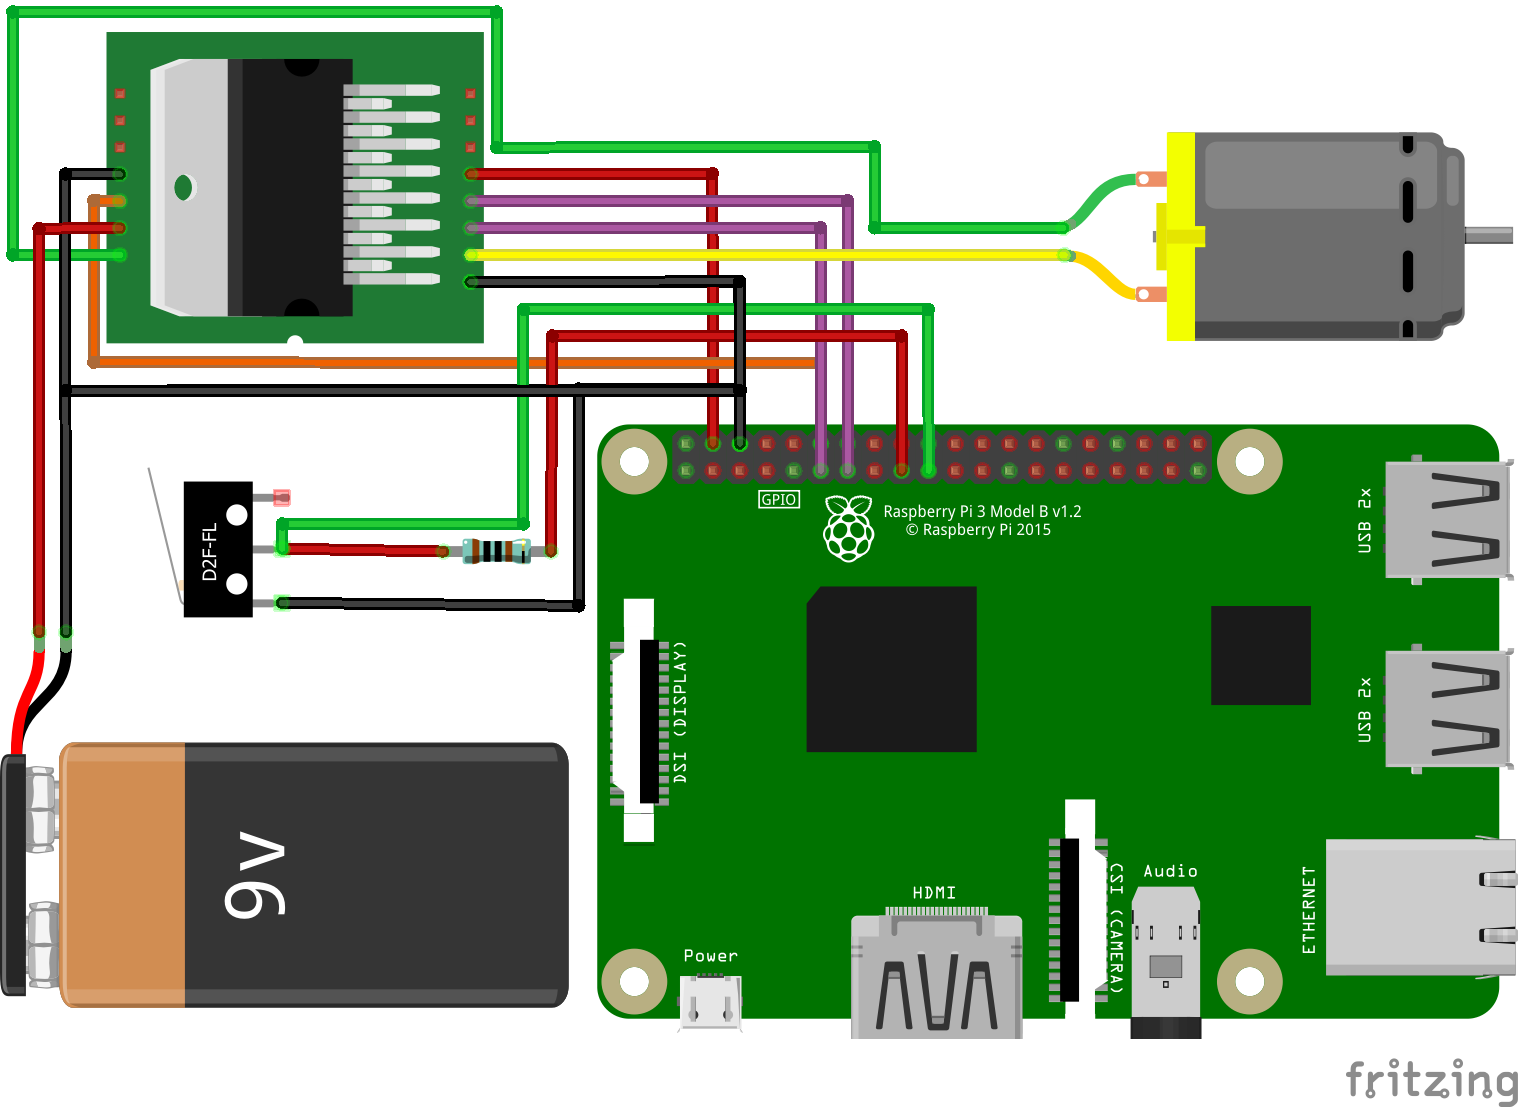 D2F-FL
GPIO
Raspberry Pi 3 Model B v1.2
© Raspberry Pi 2015
USB 2x
DSI (DISPLAY)
USB 2x
9v
HDMI
CSI (CAMERA)
Audio
ETHERNET
Power
fritzing